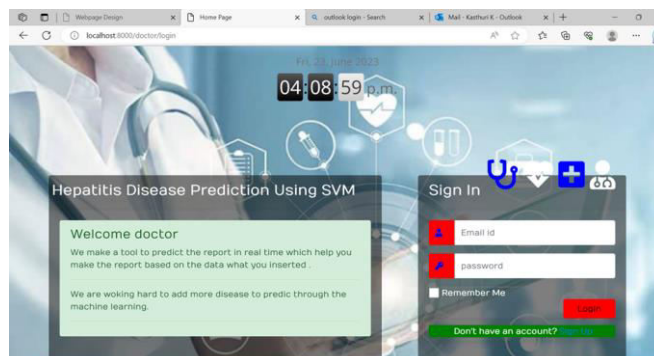 Webpage Design
Home Page
outlook login - Search
Mail - Kasthuri K - Outlook
localhost:8000/doctor/login
Fri, 23, June 2023
04:08:59 p.m.
Hepatitis Disease Prediction Using SVM
Welcome doctor
We make a tool to predict the report in real time which help you
make the report based on the data what you inserted .
We are woking hard to add more disease to predic through the
machine learning.
Sign In
Email id
password
Remember Me
Login
Don't have an account? Sign Up